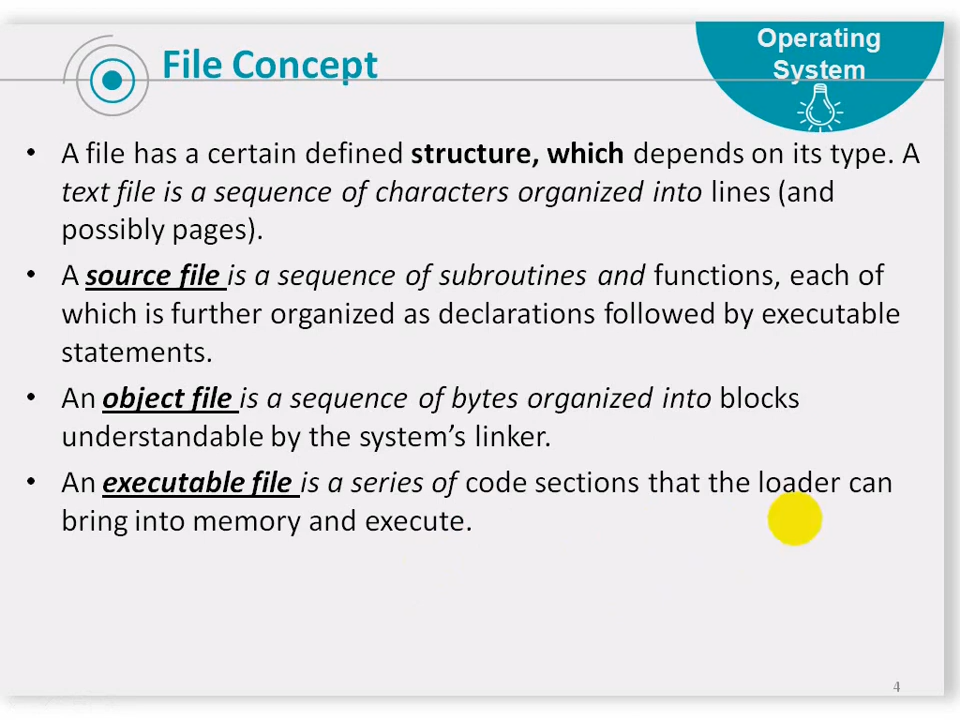 File Concept
Operating
System
• A file has a certain defined structure, which depends on its type. A
text file is a sequence of characters organized into lines (and
possibly pages).
• A source file is a sequence of subroutines and functions, each of
which is further organized as declarations followed by executable
statements.
• An object file is a sequence of bytes organized into blocks
understandable by the system’s linker.
• An executable file is a series of code sections that the loader can
bring into memory and execute.
4